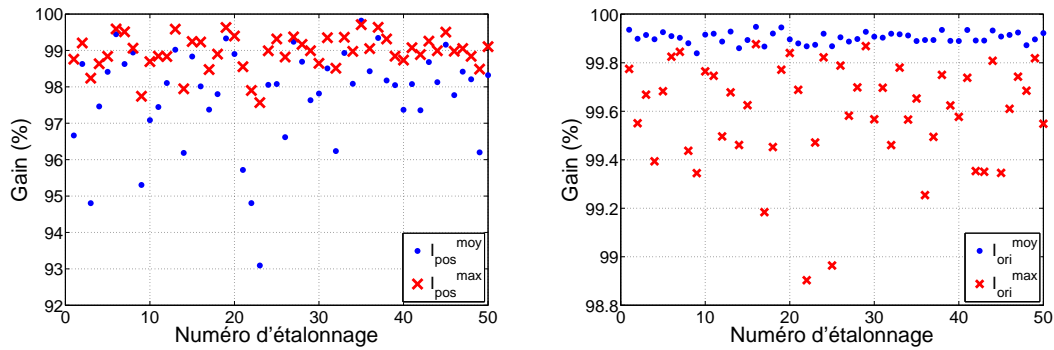 100
99
98
97
96
95
94
93
92
0 10 20 30 40 50
Gain (%)
Numéro d'étalonnage
I_pos^moy
I_pos^max
100
99.8
99.6
99.4
99.2
99
98.8
0 10 20 30 40 50
Gain (%)
Numéro d'étalonnage
I_ori^moy
I_ori^max